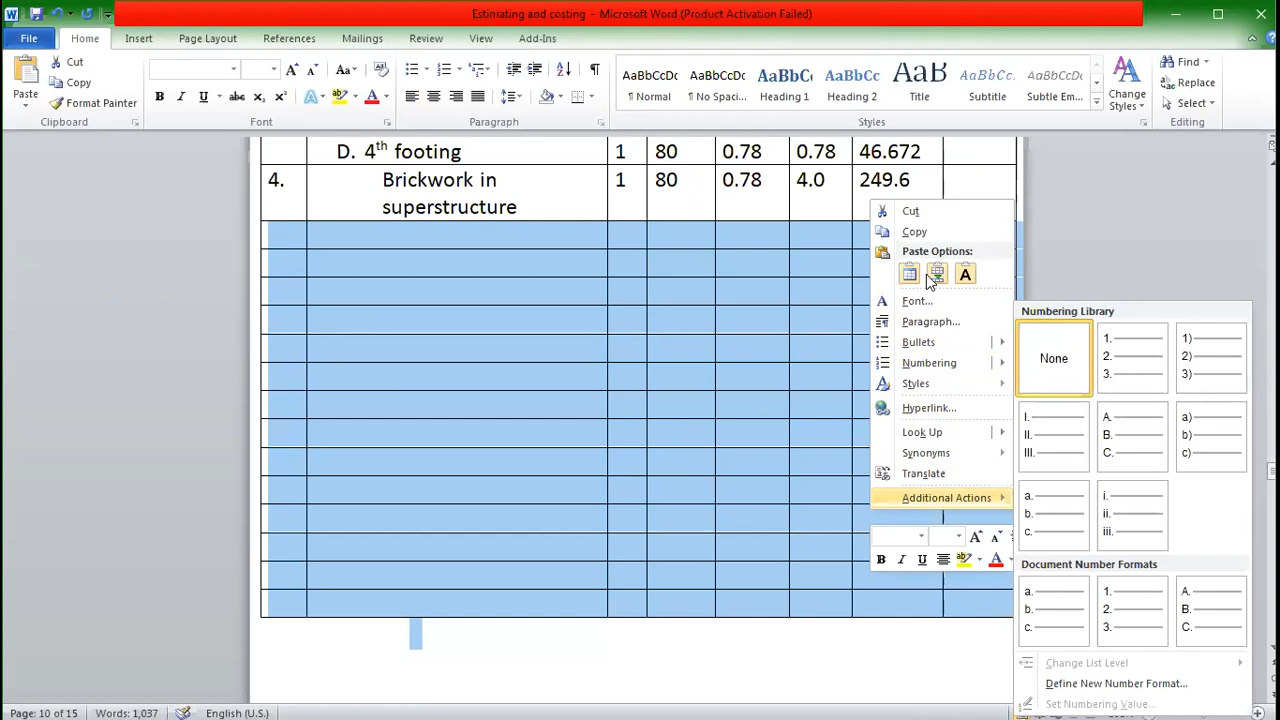 Estimrating and costing - Microsoft Word (Product Activation Failed)
File Home Insert Page Layout References Mailings Review View Add-Ins
Paste
Cut
Copy
Format Painter
Clipboard
Font
Paragraph
AaBbCcDc AaBbCcDc AaBbC AaBbCc AaB AaBbCc. AaBbCcDc
¶ Normal ¶ No Spaci... Heading 1 Heading 2 Title Subtitle Subtle Em...
Change
Styles
Styles
Find
Replace
Select
Editing
D. 4th footing 1 80 0.78 0.78 46.672
4. Brickwork in 1 80 0.78 4.0 249.6
superstructure
Cut
Copy
Paste Options:
Font...
Paragraph...
Bullets
Numbering
Styles
Hyperlink...
Look Up
Synonyms
Translate
Additional Actions
Numbering Library
None
1.
2.
3.
1)
2)
3)
I.
II.
III.
A.
B.
C.
a)
b)
c)
a.
b.
c.
i.
ii.
iii.
Document Number Formats
a.
b.
c.
1.
2.
3.
A.
B.
C.
Change List Level
Define New Number Format...
Set Numbering Value...
Page: 10 of 15 Words: 1,037 English (U.S.)